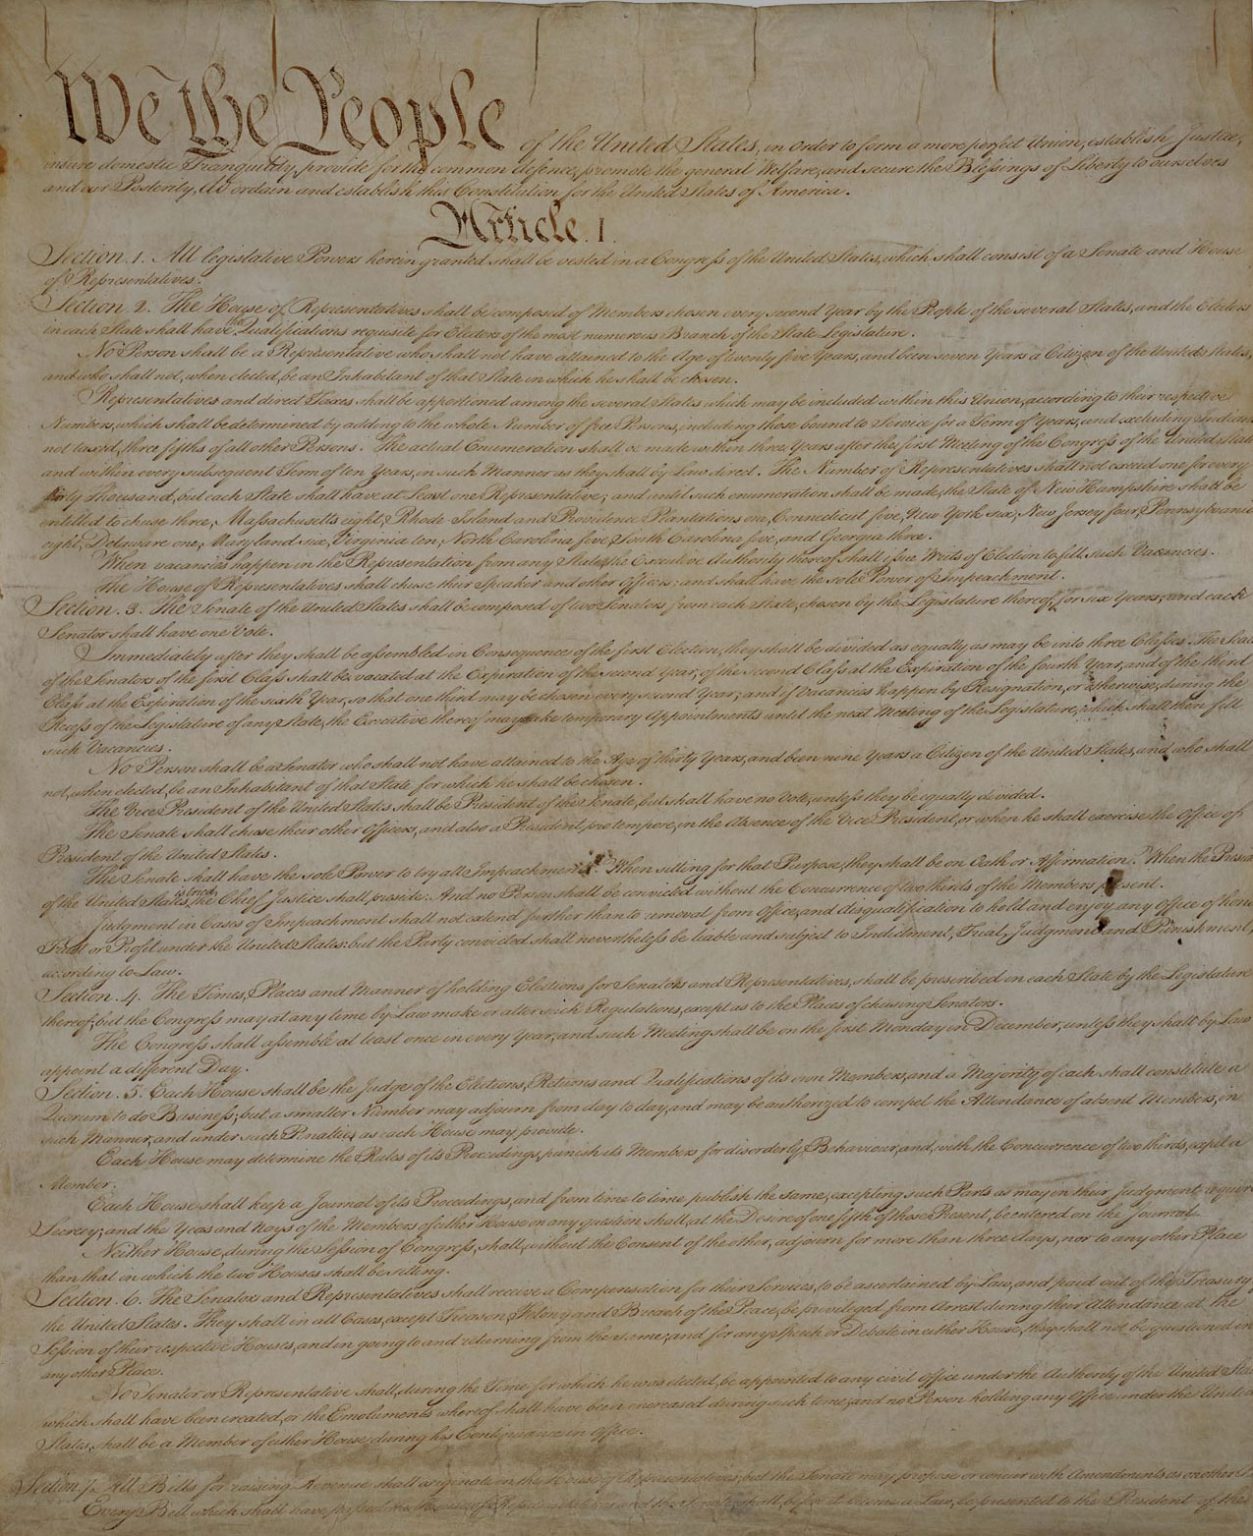 We the People of the United States, in Order to form a more perfect Union, establish Justice,
insure domestic Tranquility, provide for the common defence, promote the general Welfare, and secure the Blessings of Liberty to ourselves
and our Posterity, do ordain and establish this Constitution for the United States of America.
Article. I.
Section. 1. All legislative Powers herein granted shall be vested in a Congress of the United States, which shall consist of a Senate and House
of Representatives.
Section. 2. The House of Representatives shall be composed of Members chosen every second Year by the People of the several States, and the Electors
in each State shall have the Qualifications requisite for Electors of the most numerous Branch of the State Legislature.
No Person shall be a Representative who shall not have attained to the Age of twenty five Years, and been seven Years a Citizen of the United States,
and who shall not, when elected, be an Inhabitant of that State in which he shall be chosen.
Representatives and direct Taxes shall be apportioned among the several States which may be included within this Union, according to their respective
Numbers, which shall be determined by adding to the whole Number of free Persons, including those bound to Service for a Term of Years, and excluding Indians
not taxed, three fifths of all other Persons. The actual Enumeration shall be made within three Years after the first Meeting of the Congress of the United States,
and within every subsequent Term of ten Years, in such Manner as they shall by Law direct. The Number of Representatives shall not exceed one for every
thirty Thousand, but each State shall have at Least one Representative; and until such enumeration shall be made, the State of New Hampshire shall be
entitled to chuse three, Massachusetts eight, Rhode Island and Providence Plantations one, Connecticut five, New York six, New Jersey four, Pennsylvania
eight, Delaware one, Maryland six, Virginia ten, North Carolina five, South Carolina five, and Georgia three.
When vacancies happen in the Representation from any State, the Executive Authority thereof shall issue Writs of Election to fill such Vacancies.
The House of Representatives shall chuse their Speaker and other Officers; and shall have the sole Power of Impeachment.
Section. 3. The Senate of the United States shall be composed of two Senators from each State, chosen by the Legislature thereof, for six Years; and each
Senator shall have one Vote.
Immediately after they shall be assembled in Consequence of the first Election, they shall be divided as equally as may be into three Classes. The Seats
of the Senators of the first Class shall be vacated at the Expiration of the second Year, of the second Class at the Expiration of the fourth Year, and of the third
Class at the Expiration of the sixth Year, so that one third may be chosen every second Year; and if Vacancies happen by Resignation, or otherwise, during the
Recess of the Legislature of any State, the Executive thereof may make temporary Appointments until the next Meeting of the Legislature, which shall then fill
such Vacancies.
No Person shall be a Senator who shall not have attained to the Age of thirty Years, and been nine Years a Citizen of the United States, and who shall
not, when elected, be an Inhabitant of that State for which he shall be chosen.
The Vice President of the United States shall be President of the Senate, but shall have no Vote, unless they be equally divided.
The Senate shall chuse their other Officers, and also a President pro tempore, in the Absence of the Vice President, or when he shall exercise the Office of
President of the United States.
The Senate shall have the sole Power to try all Impeachments. When sitting for that Purpose, they shall be on Oath or Affirmation. When the President
of the United States is tried, the Chief Justice shall preside: And no Person shall be convicted without the Concurrence of two thirds of the Members present.
Judgment in Cases of Impeachment shall not extend further than to removal from Office, and disqualification to hold and enjoy any Office of honor,
Trust or Profit under the United States: but the Party convicted shall nevertheless be liable and subject to Indictment, Trial, Judgment and Punishment,
according to Law.
Section. 4. The Times, Places and Manner of holding Elections for Senators and Representatives, shall be prescribed in each State by the Legislature
thereof; but the Congress may at any time by Law make or alter such Regulations, except as to the Places of chusing Senators.
The Congress shall assemble at least once in every Year, and such Meeting shall be on the first Monday in December, unless they shall by Law
appoint a different Day.
Section. 5. Each House shall be the Judge of the Elections, Returns and Qualifications of its own Members, and a Majority of each shall constitute a
Quorum to do Business; but a smaller Number may adjourn from day to day, and may be authorized to compel the Attendance of absent Members, in
such Manner, and under such Penalties as each House may provide.
Each House may determine the Rules of its Proceedings, punish its Members for disorderly Behaviour, and, with the Concurrence of two thirds, expel a
Member.
Each House shall keep a Journal of its Proceedings, and from time to time publish the same, excepting such Parts as may in their Judgment require
Secrecy; and the Yeas and Nays of the Members of either House on any question shall, at the Desire of one fifth of those Present, be entered on the Journal.
Neither House, during the Session of Congress, shall, without the Consent of the other, adjourn for more than three days, nor to any other Place
than that in which the two Houses shall be sitting.
Section. 6. The Senators and Representatives shall receive a Compensation for their Services, to be ascertained by Law, and paid out of the Treasury of
the United States. They shall in all Cases, except Treason, Felony and Breach of the Peace, be privileged from Arrest during their Attendance at the
Session of their respective Houses, and in going to and returning from the same; and for any Speech or Debate in either House, they shall not be questioned in
any other Place.
No Senator or Representative shall, during the Time for which he was elected, be appointed to any civil Office under the Authority of the United States,
which shall have been created, or the Emoluments whereof shall have been increased during such time; and no Person holding any Office under the United
States, shall be a Member of either House during his Continuance in Office.
Section. 7. All Bills for raising Revenue shall originate in the House of Representatives; but the Senate may propose or concur with Amendments as on other
Every Bill which shall have passed the House of Representatives and the Senate, shall, before it become a Law, be presented to the President of the